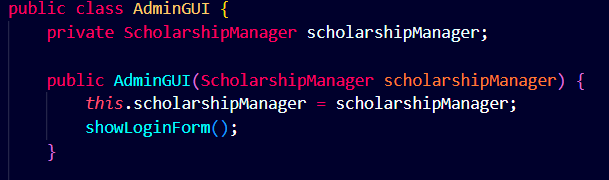 public class AdminGUI {
    private ScholarshipManager scholarshipManager;

    public AdminGUI(ScholarshipManager scholarshipManager) {
        this.scholarshipManager = scholarshipManager;
        showLoginForm();
    }